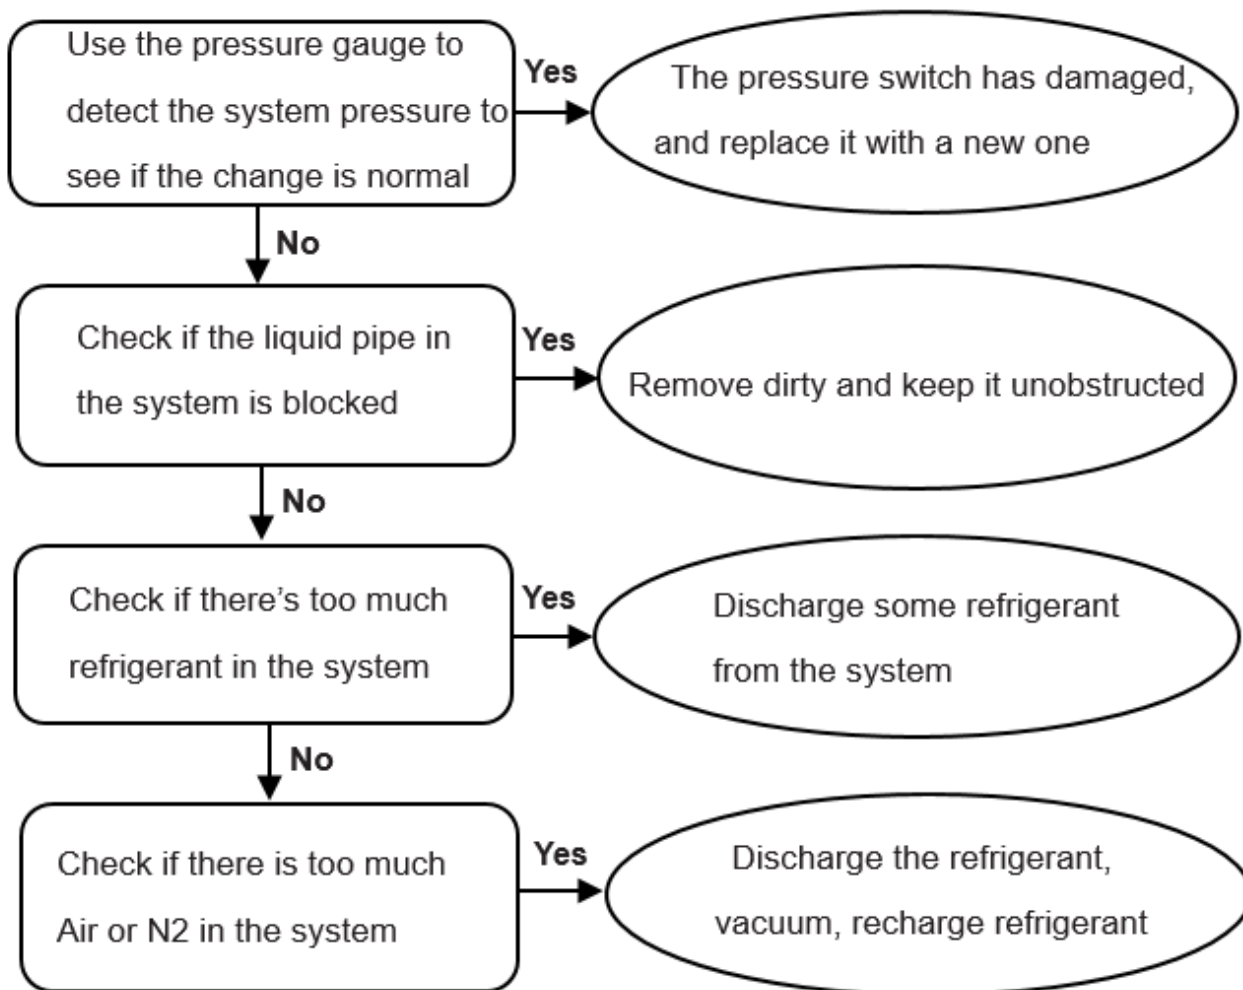 Use the pressure gauge to
detect the system pressure to
see if the change is normal
Yes
The pressure switch has damaged,
and replace it with a new one
No
Check if the liquid pipe in
the system is blocked
Yes
Remove dirty and keep it unobstructed
No
Check if there’s too much
refrigerant in the system
Yes
Discharge some refrigerant
from the system
No
Check if there is too much
Air or N2 in the system
Yes
Discharge the refrigerant,
vacuum, recharge refrigerant